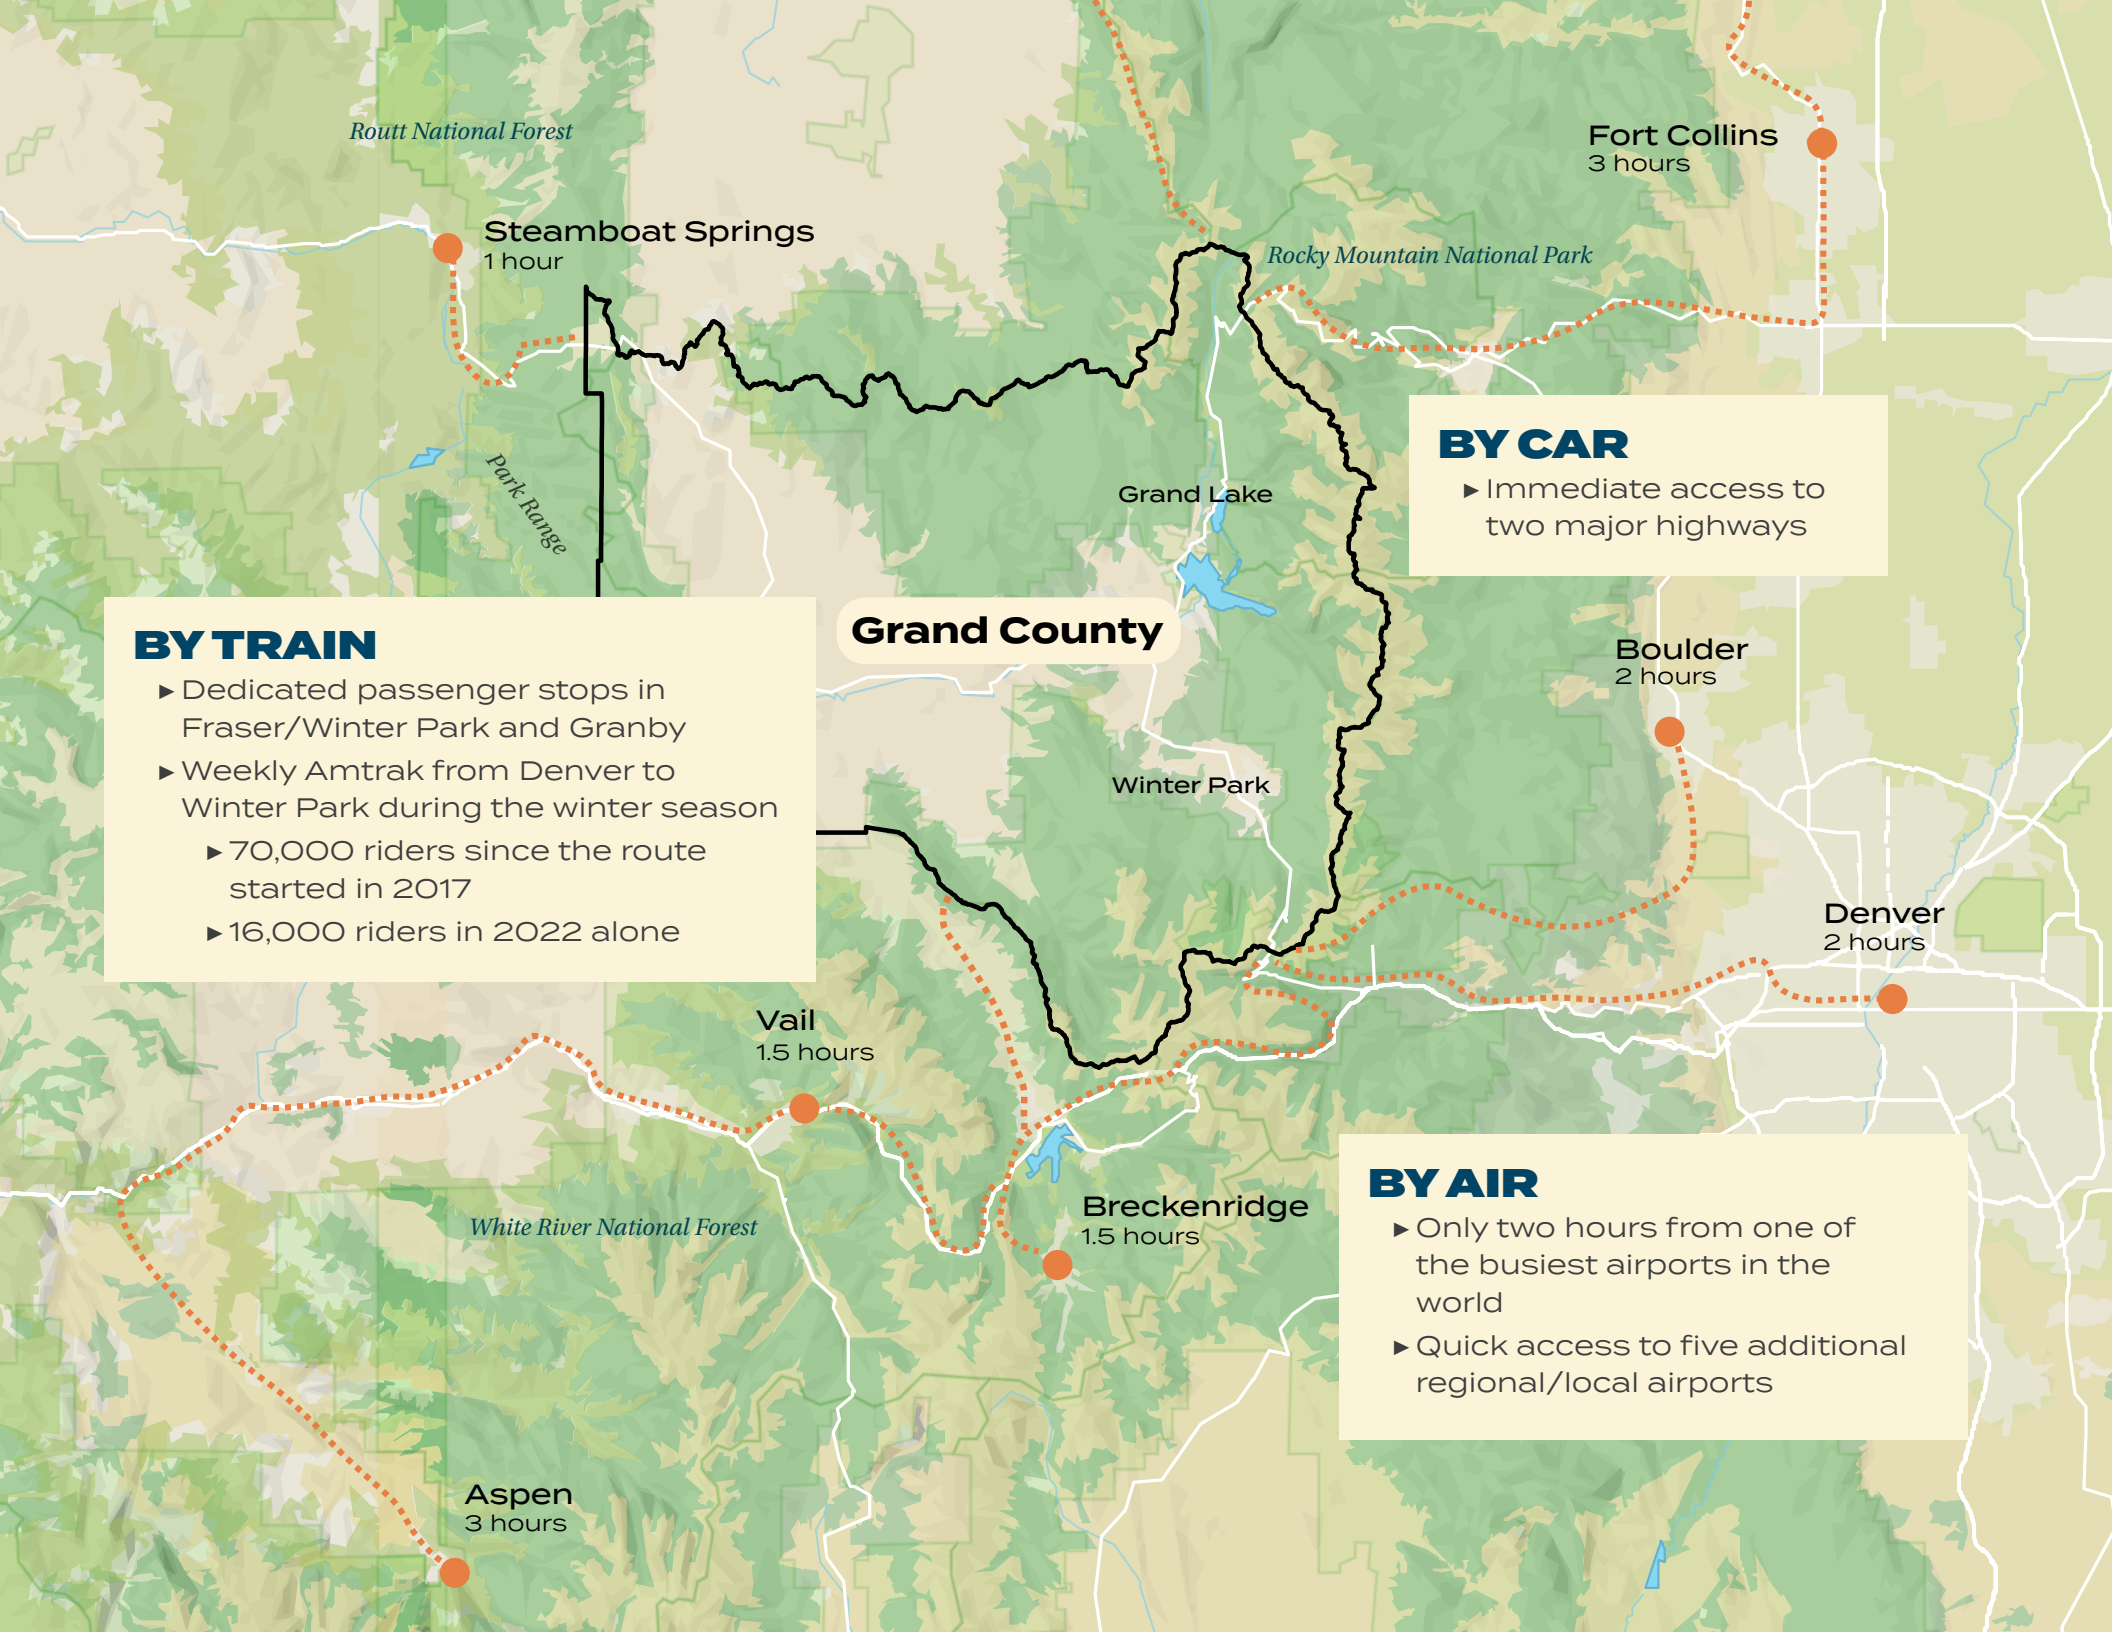 Routt National Forest
Fort Collins
3 hours
Steamboat Springs
1 hour
Rocky Mountain National Park
BY CAR
▸ Immediate access to
two major highways
Park Range
Grand Lake
Grand County
BY TRAIN
▸ Dedicated passenger stops in
Fraser/Winter Park and Granby
▸ Weekly Amtrak from Denver to
Winter Park during the winter season
▸ 70,000 riders since the route
started in 2017
▸ 16,000 riders in 2022 alone
Boulder
2 hours
Winter Park
Denver
2 hours
Vail
1.5 hours
White River National Forest
Breckenridge
1.5 hours
BY AIR
▸ Only two hours from one of
the busiest airports in the
world
▸ Quick access to five additional
regional/local airports
Aspen
3 hours